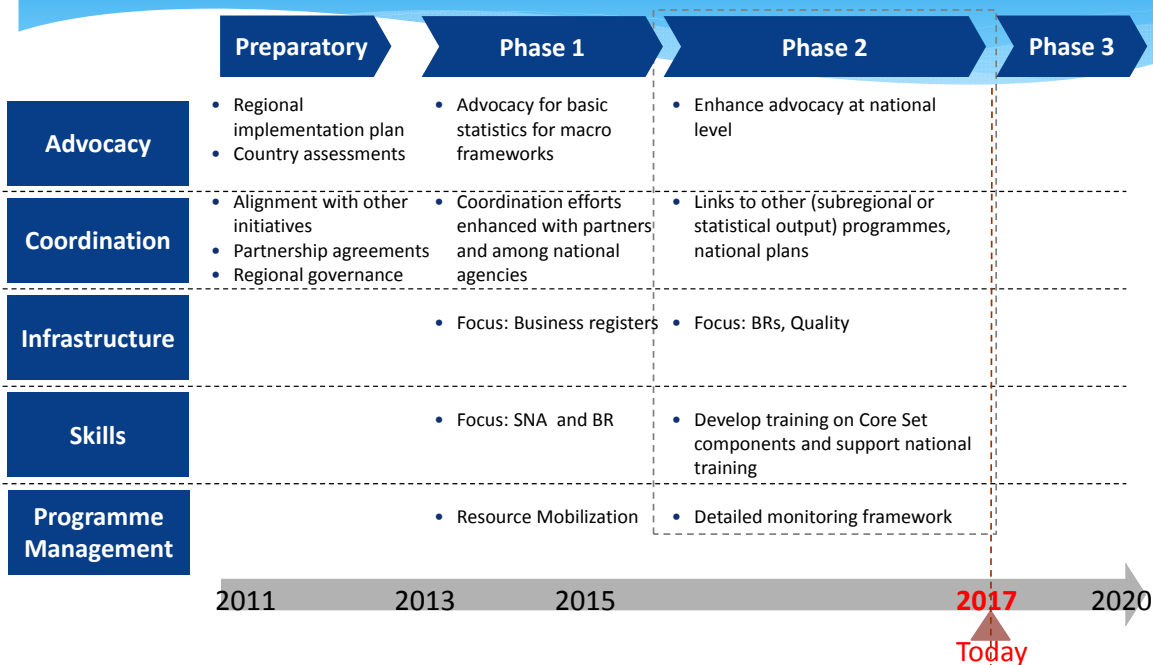 Preparatory
Phase 1
Phase 2
Phase 3
Advocacy
• Regional
implementation plan
• Country assessments
• Advocacy for basic
statistics for macro
frameworks
• Enhance advocacy at national
level
Coordination
• Alignment with other
initiatives
• Partnership agreements
• Regional governance
• Coordination efforts
enhanced with partners
and among national
agencies
• Links to other (subregional or
statistical output) programmes,
national plans
Infrastructure
• Focus: Business registers
• Focus: BRs, Quality
Skills
• Focus: SNA and BR
• Develop training on Core Set
components and support national
training
Programme
Management
• Resource Mobilization
• Detailed monitoring framework
2011
2013
2015
2017
2020
Today